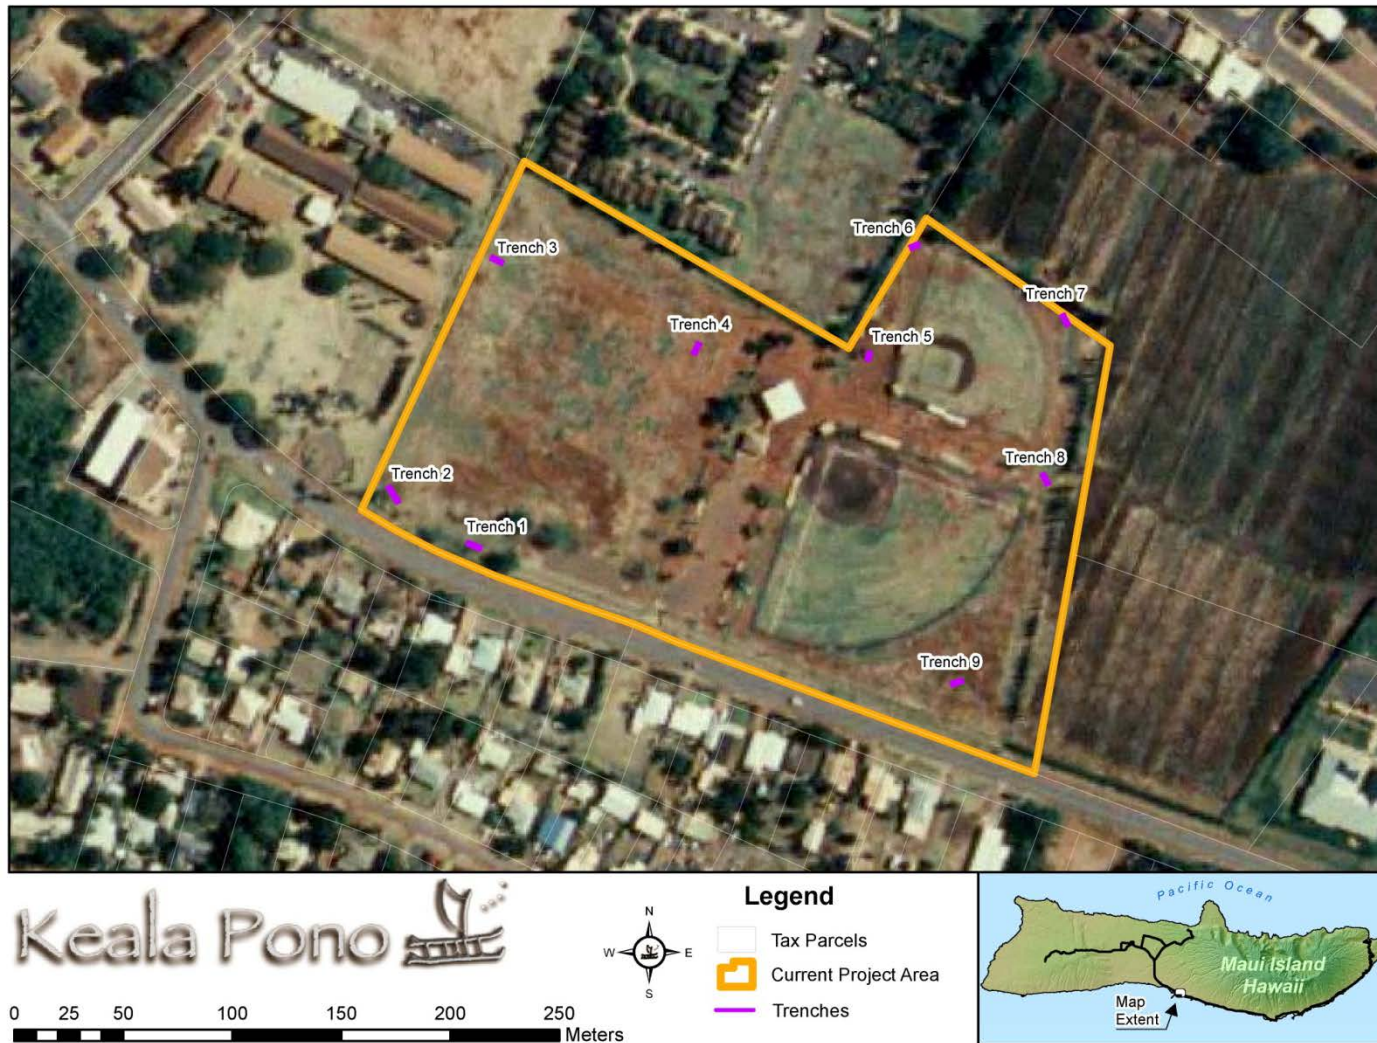 Trench 6
Trench 3
Trench 7
Trench 4
Trench 5
Trench 8
Trench 2
Trench 1
Trench 9
Keala Pono
0 25 50 100 150 200 250
Meters
N
W E
S
Legend
Tax Parcels
Current Project Area
Trenches
Pacific Ocean
Maui Island
Hawaii
Map
Extent